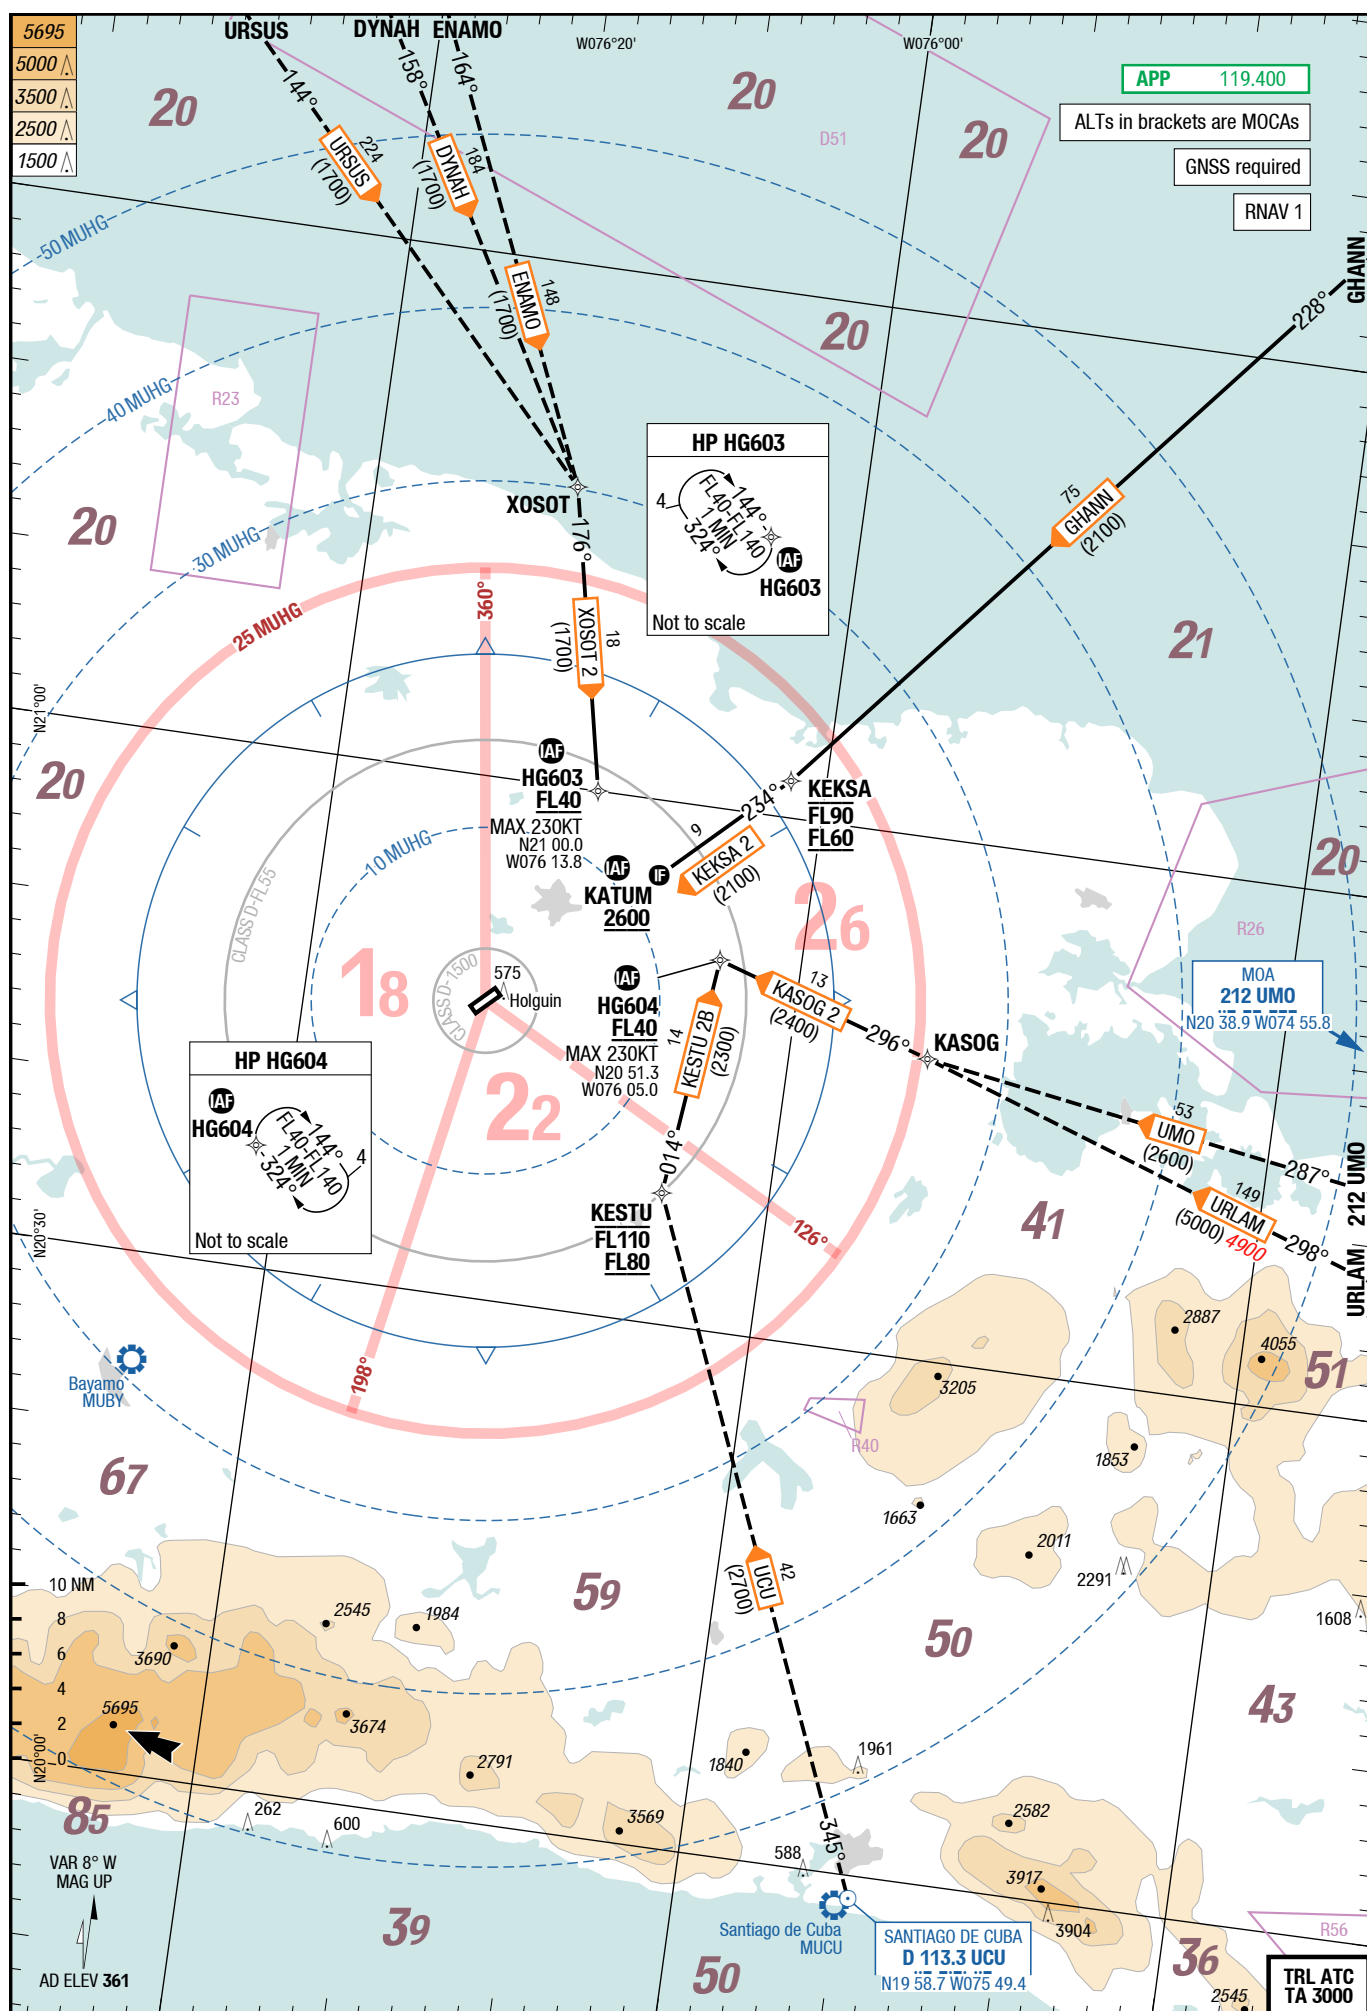 5695
5000
3500
2500
1500
URSUS
DYNAH
ENAMO
W076°20'
W076°00'
APP 119.400
ALTs in brackets are MOCAs
GNSS required
RNAV 1
144°
158°
164°
20
20
20
D51
URSUS
224
(1700)
DYNAH
184
(1700)
ENAMO
148
(1700)
50 MUHG
GHANN
228°
20
40 MUHG
R23
HP HG603
4
144°
FL40-FL140
1 MIN
324°
IAF
HG603
Not to scale
75
GHANN
(2100)
XOSOT
20
30 MUHG
176°
25 MUHG
360°
XOSOT 2
18
(1700)
21
N21°00'
20
IAF
HG603
FL40
MAX 230KT
N21 00.0
W076 13.8
KEKSA
FL90
FL60
234°
9
KEKSA 2
(2100)
10 MUHG
CLASS D-FL55
IAF
IF
KATUM
2600
20
26
R26
18
575
Holguin
CLASS D-1500
IAF
HG604
FL40
MAX 230KT
N20 51.3
W076 05.0
13
KASOG 2
(2400)
296°
KASOG
MOA
212 UMO
N20 38.9 W074 55.8
14
KESTU 2B
(2300)
HP HG604
IAF
HG604
144°
FL40-FL140
1 MIN
324°
4
Not to scale
22
53
UMO
(2600)
287°
212 UMO
014°
149
URLAM
(5000) 4900
298°
URLAM
KESTU
FL110
FL80
41
N20°30'
126°
198°
2887
4055
51
3205
Bayamo
MUBY
R40
1853
67
1663
2011
2291
1608
10 NM
8
6
4
2
0
59
42
UCU
(2700)
50
2545
1984
3690
5695
3674
43
2791
1840
1961
N20°00'
85
262
600
3569
2582
345°
588
VAR 8° W
MAG UP
3917
3904
39
Santiago de Cuba
MUCU
SANTIAGO DE CUBA
D 113.3 UCU
N19 58.7 W075 49.4
R56
36
AD ELEV 361
50
2545
TRL ATC
TA 3000